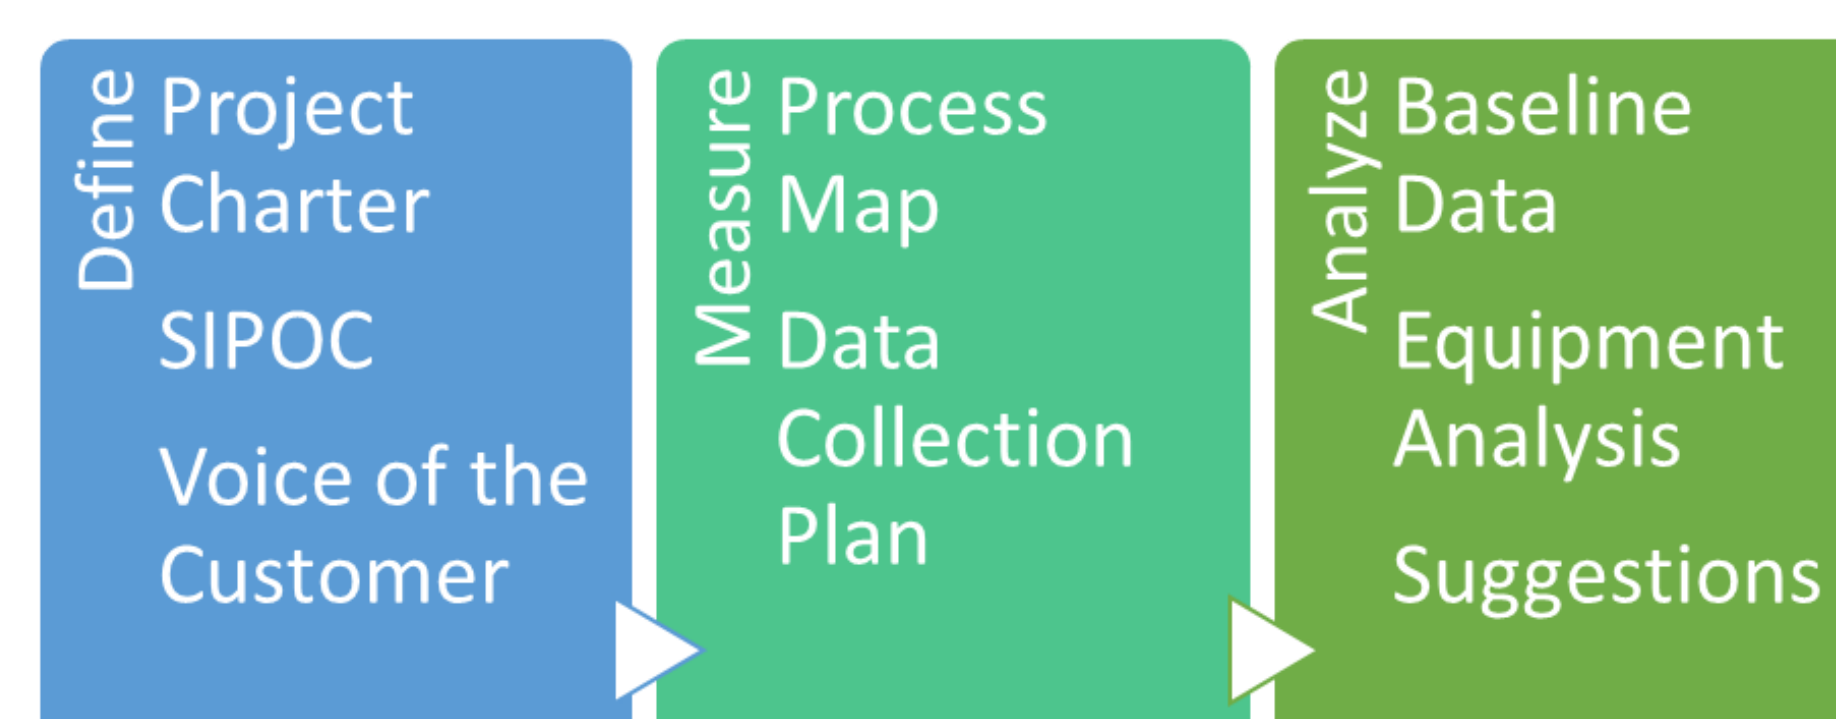 Define
Project
Charter
SIPOC
Voice of the
Customer
Measure
Process
Map
Data
Collection
Plan
Analyze
Baseline
Data
Equipment
Analysis
Suggestions